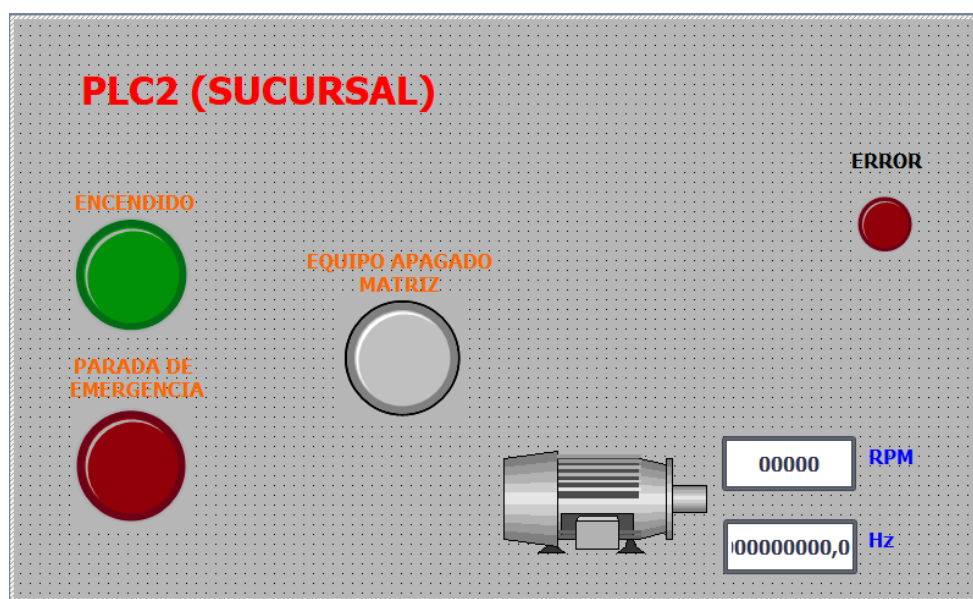 PLC2 (SUCURSAL)
ERROR
ENCENDIDO
EQUIPO APAGADO
MATRIZ
PARADA DE
EMERGENCIA
00000
RPM
00000000,0
Hz